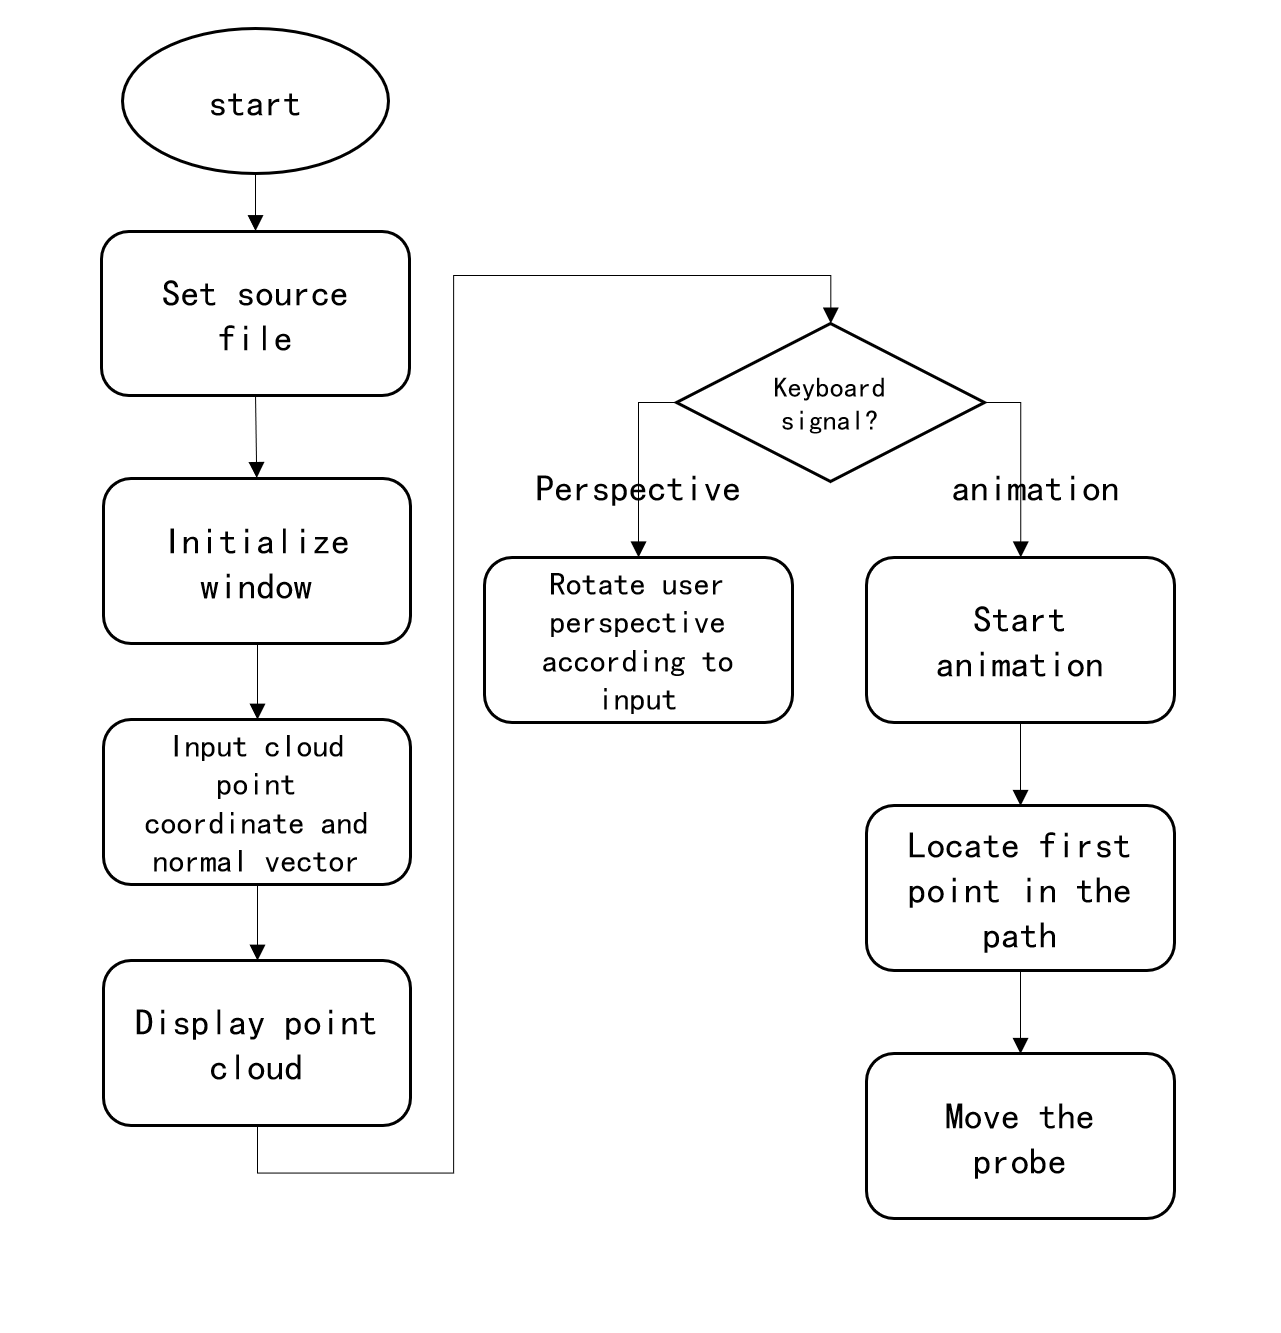 start
Set source
file
Initialize
window
Input cloud
point
coordinate and
normal vector
Display point
cloud
Keyboard
signal?
Perspective
animation
Rotate user
perspective
according to
input
Start
animation
Locate first
point in the
path
Move the
probe